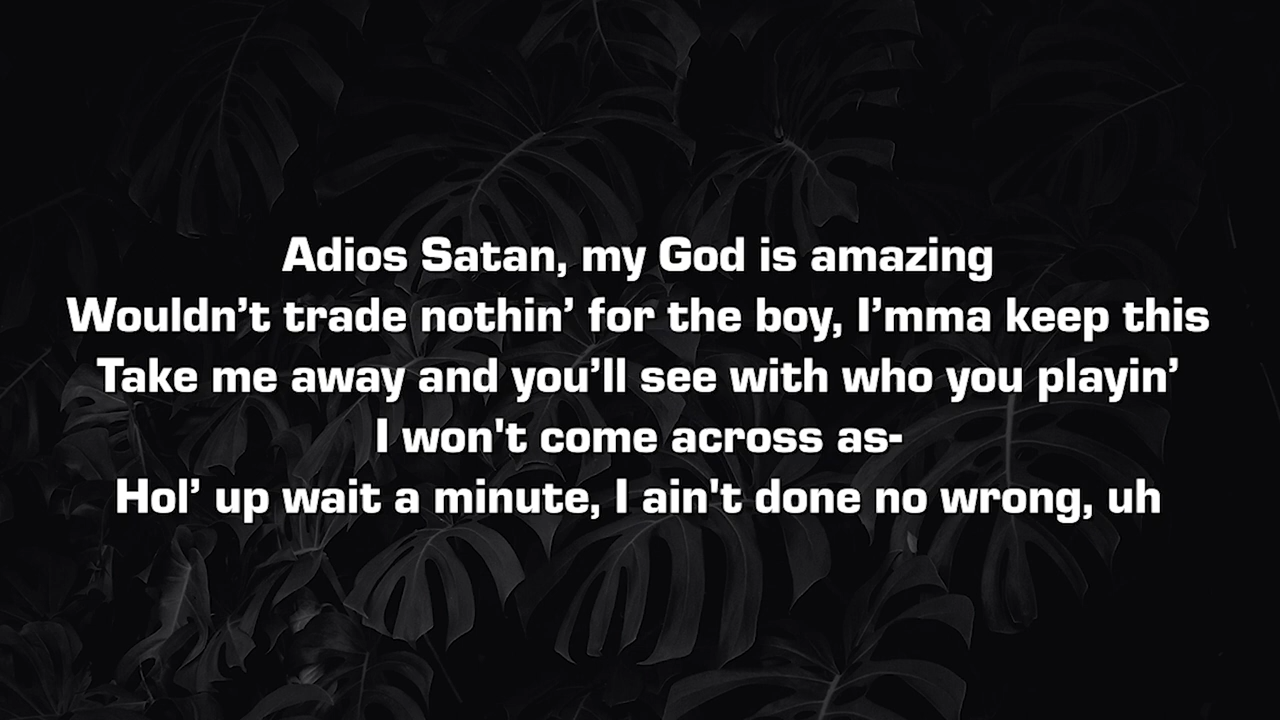 Adios Satan, my God is amazing
Wouldn’t trade nothin’ for the boy, I’mma keep this
Take me away and you’ll see with who you playin’
I won't come across as-
Hol’ up wait a minute, I ain't done no wrong, uh